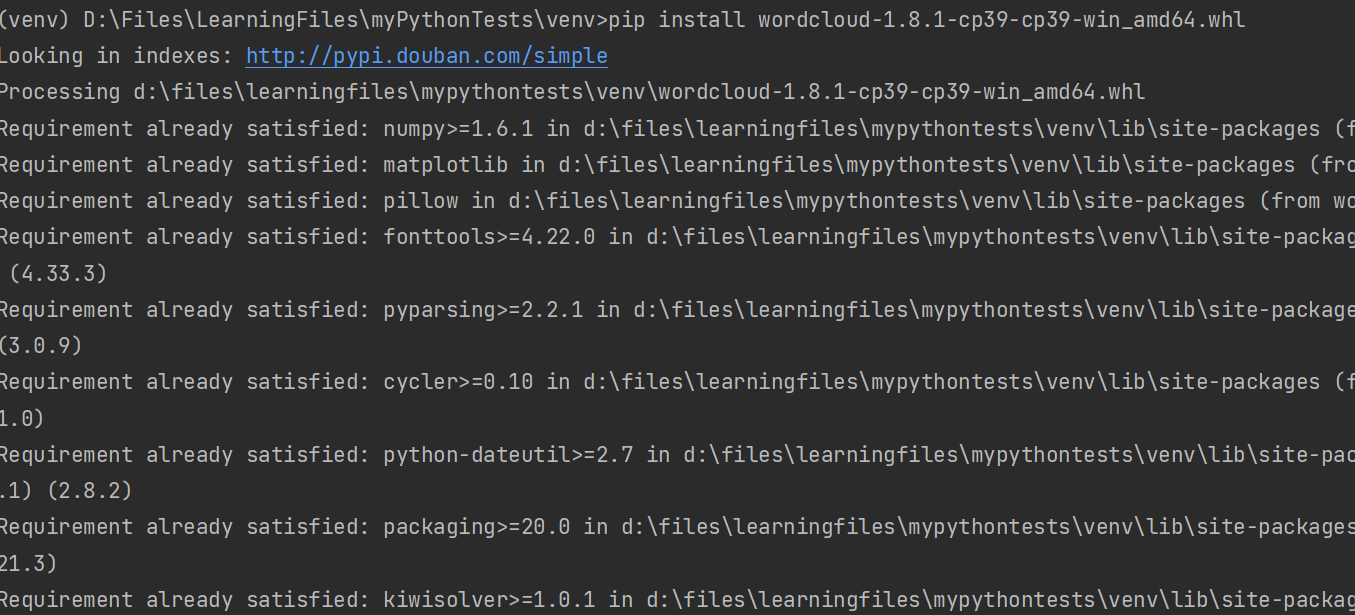 (venv) D:\Files\LearningFiles\myPythonTests\venv>pip install wordcloud-1.8.1-cp39-cp39-win_amd64.whl
Looking in indexes: http://pypi.douban.com/simple
Processing d:\files\learningfiles\mypythontests\venv\wordcloud-1.8.1-cp39-cp39-win_amd64.whl
Requirement already satisfied: numpy>=1.6.1 in d:\files\learningfiles\mypythontests\venv\lib\site-packages (f
Requirement already satisfied: matplotlib in d:\files\learningfiles\mypythontests\venv\lib\site-packages (fro
Requirement already satisfied: pillow in d:\files\learningfiles\mypythontests\venv\lib\site-packages (from wo
Requirement already satisfied: fonttools>=4.22.0 in d:\files\learningfiles\mypythontests\venv\lib\site-packag
(4.33.3)
Requirement already satisfied: pyparsing>=2.2.1 in d:\files\learningfiles\mypythontests\venv\lib\site-package
(3.0.9)
Requirement already satisfied: cycler>=0.10 in d:\files\learningfiles\mypythontests\venv\lib\site-packages (f
1.0)
Requirement already satisfied: python-dateutil>=2.7 in d:\files\learningfiles\mypythontests\venv\lib\site-pac
.1) (2.8.2)
Requirement already satisfied: packaging>=20.0 in d:\files\learningfiles\mypythontests\venv\lib\site-packages
21.3)
Requirement already satisfied: kiwisolver>=1.0.1 in d:\files\learningfiles\mypythontests\venv\lib\site-packag